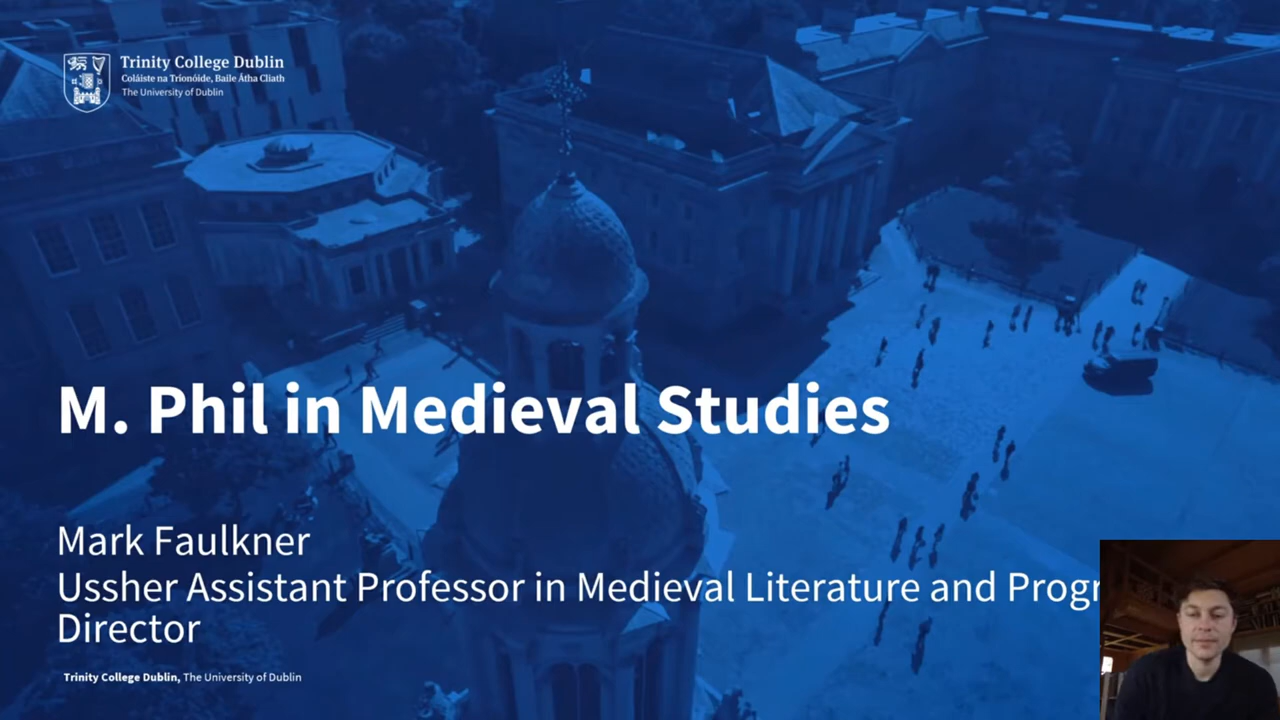 Trinity College Dublin
Coláiste na Tríonóide, Baile Átha Cliath
The University of Dublin
M. Phil in Medieval Studies
Mark Faulkner
Ussher Assistant Professor in Medieval Literature and Progr
Director
Trinity College Dublin, The University of Dublin